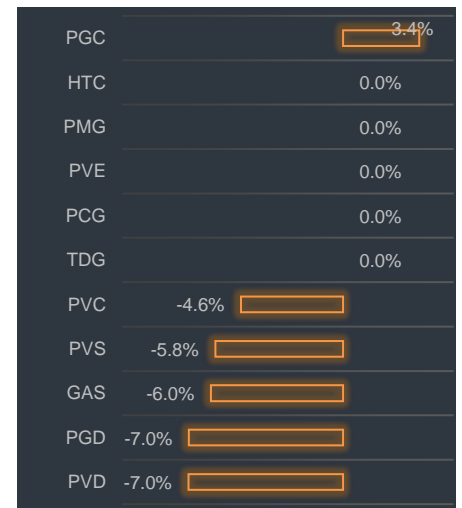 PGC 3.4%
HTC 0.0%
PMG 0.0%
PVE 0.0%
PCG 0.0%
TDG 0.0%
PVC -4.6%
PVS -5.8%
GAS -6.0%
PGD -7.0%
PVD -7.0%